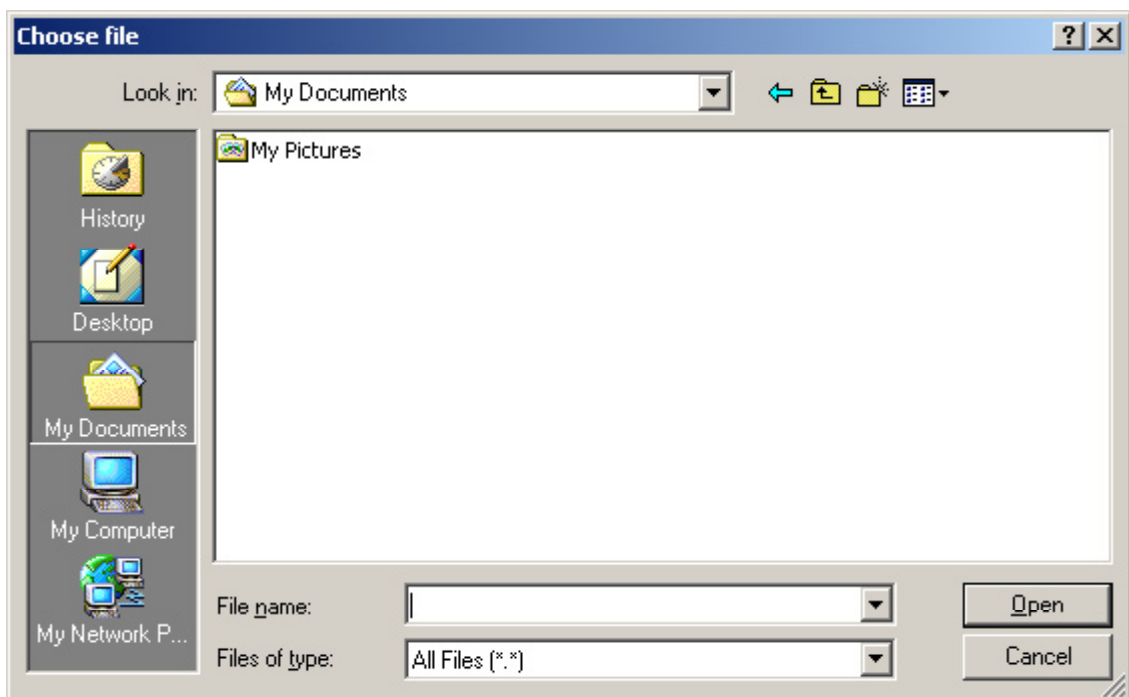 Choose file
Look in: My Documents
My Pictures
History
Desktop
My Documents
My Computer
My Network P...
File name:
Open
Files of type: All Files (*.*)
Cancel